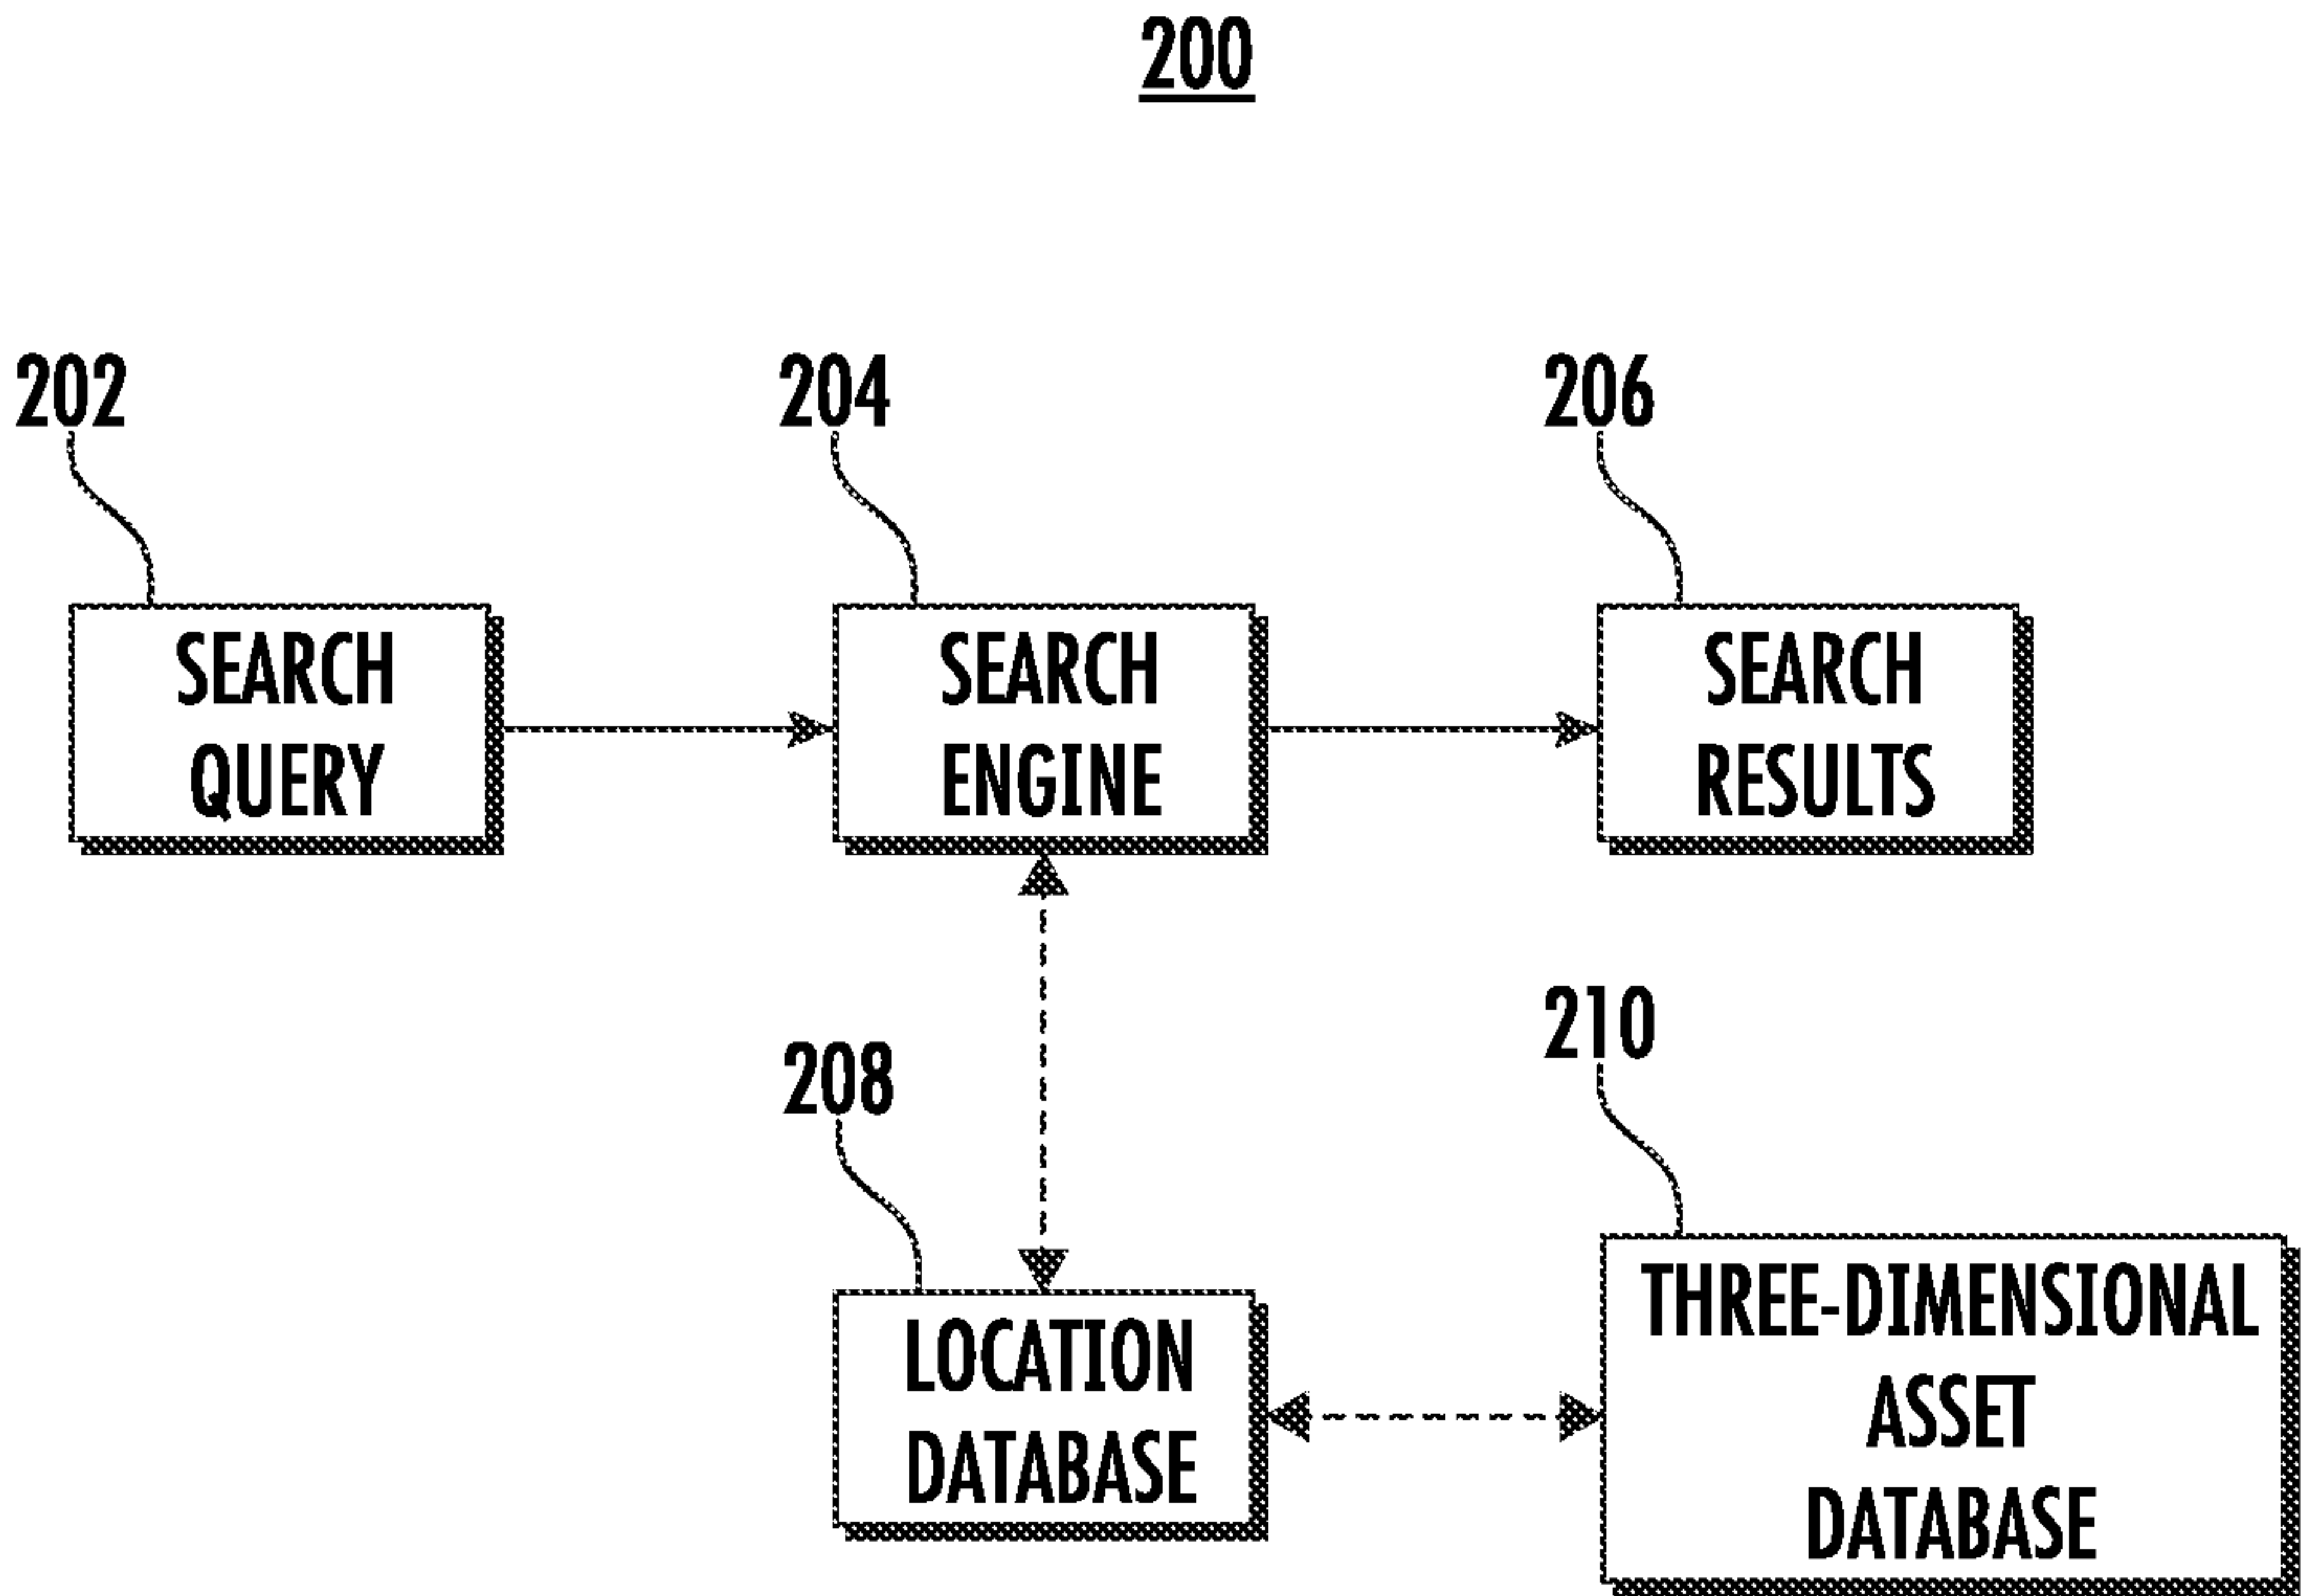 200
202
204
206
SEARCH
QUERY
SEARCH
ENGINE
SEARCH
RESULTS
208
210
LOCATION
DATABASE
THREE-DIMENSIONAL
ASSET
DATABASE